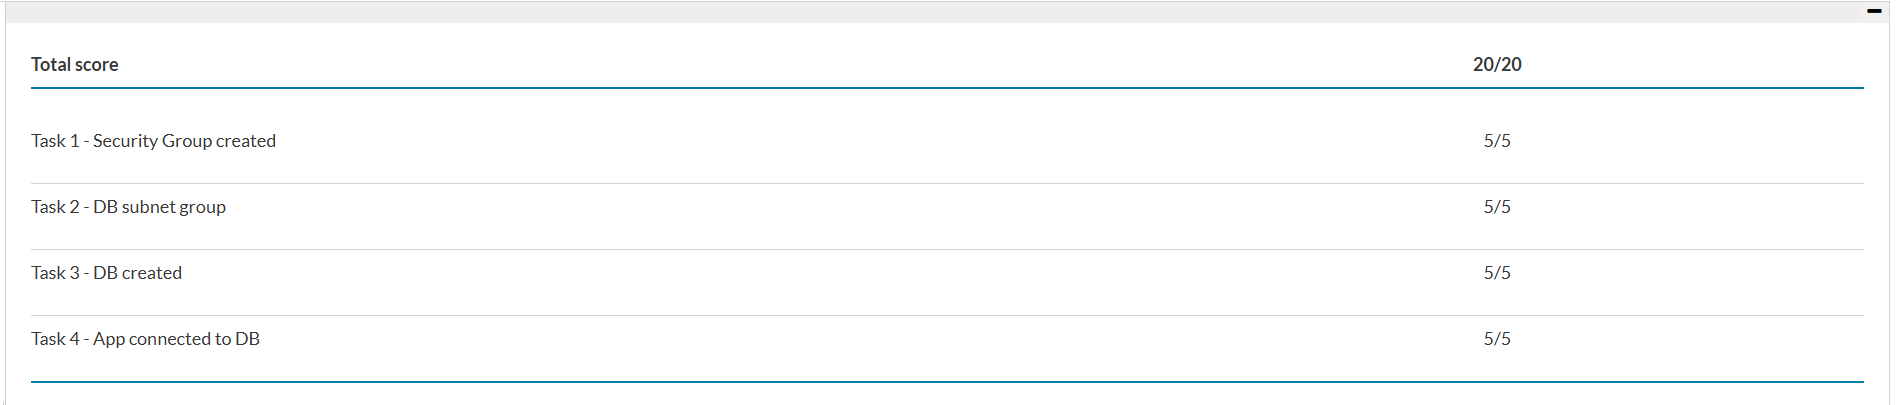 Total score 20/20
Task 1 - Security Group created 5/5
Task 2 - DB subnet group 5/5
Task 3 - DB created 5/5
Task 4 - App connected to DB 5/5